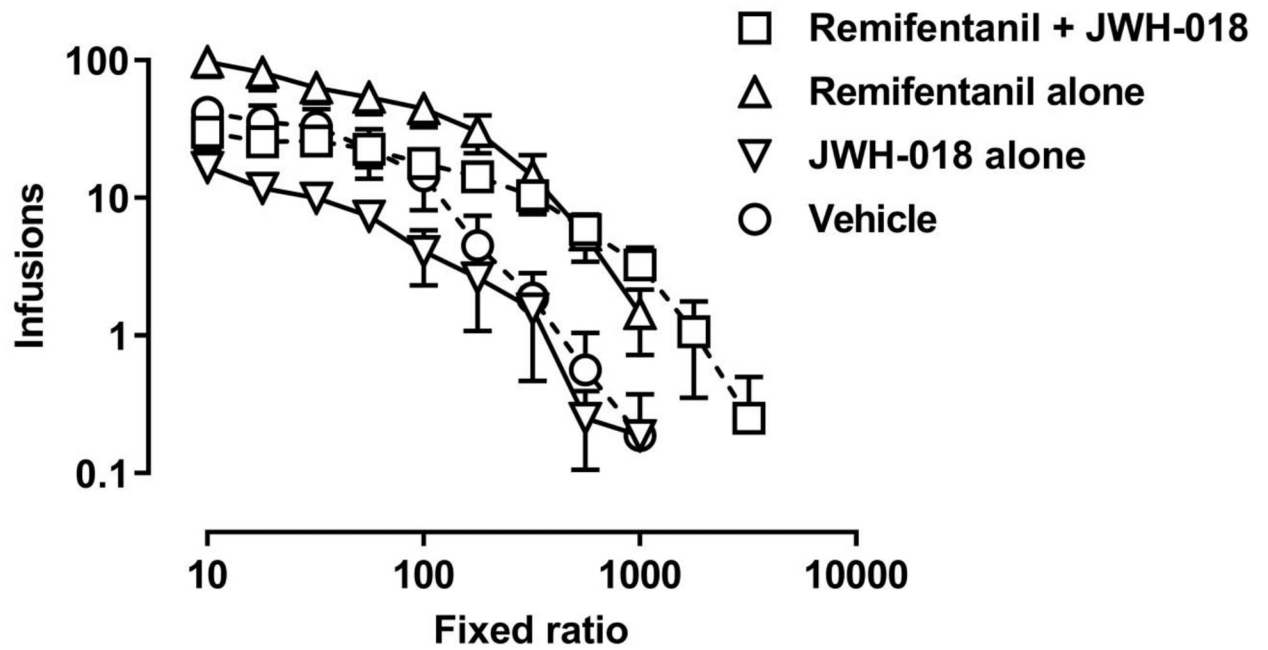 Remifentanil + JWH-018
Remifentanil alone
JWH-018 alone
Vehicle
100
10
1
0.1
Infusions
10 100 1000 10000
Fixed ratio